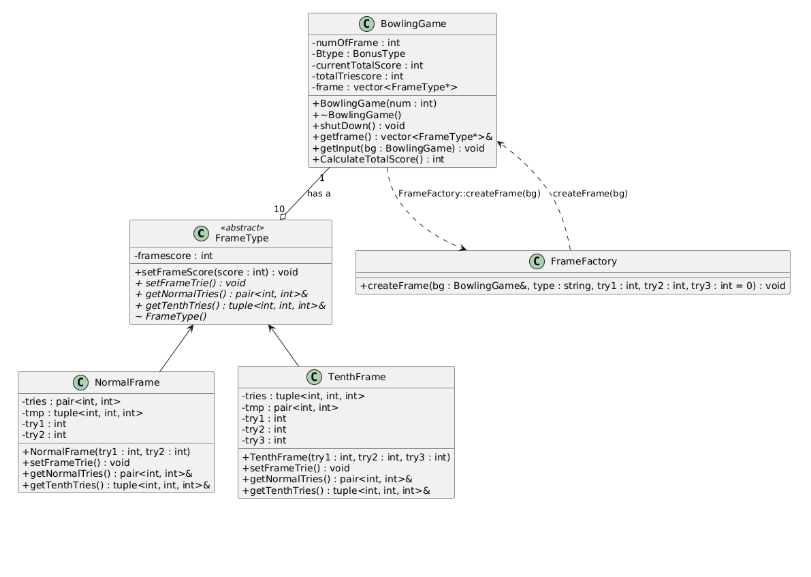 C BowlingGame
-numOfFrame : int
-Btype : BonusType
-currentTotalScore : int
-totalTriescore : int
-frame : vector<FrameType*>
+BowlingGame(num : int)
+~BowlingGame()
+shutDown() : void
+getframe() : vector<FrameType*>&
+getInput(bg : BowlingGame) : void
+CalculateTotalScore() : int
1
has a
10
FrameFactory::createFrame(bg)
createFrame(bg)
C «abstract»
FrameType
-framescore : int
+setFrameScore(score : int) : void
+ setFrameTrie() : void
+ getNormalTries() : pair<int, int>&
+ getTenthTries() : tuple<int, int, int>&
~ FrameType()
C FrameFactory
+createFrame(bg : BowlingGame&, type : string, try1 : int, try2 : int, try3 : int = 0) : void
C NormalFrame
-tries : pair<int, int>
-tmp : tuple<int, int, int>
-try1 : int
-try2 : int
+NormalFrame(try1 : int, try2 : int)
+setFrameTrie() : void
+getNormalTries() : pair<int, int>&
+getTenthTries() : tuple<int, int, int>&
C TenthFrame
-tries : tuple<int, int, int>
-tmp : pair<int, int>
-try1 : int
-try2 : int
-try3 : int
+TenthFrame(try1 : int, try2 : int, try3 : int)
+setFrameTrie() : void
+getNormalTries() : pair<int, int>&
+getTenthTries() : tuple<int, int, int>&